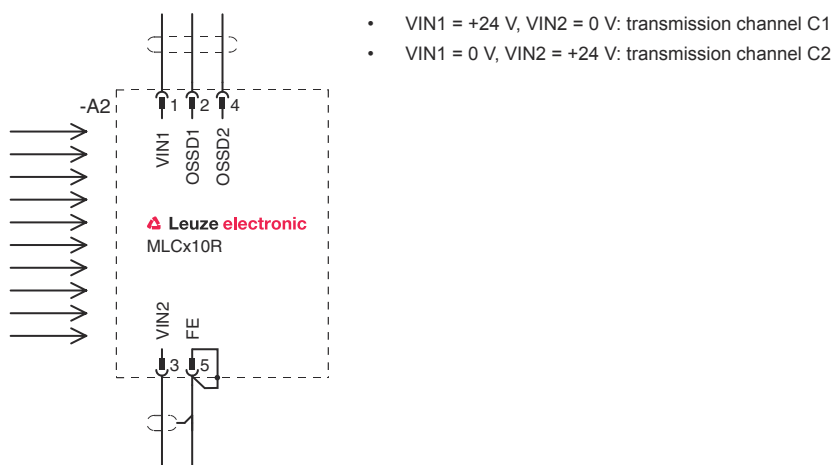 • VIN1 = +24 V, VIN2 = 0 V: transmission channel C1
• VIN1 = 0 V, VIN2 = +24 V: transmission channel C2
-A2
1 2 4
VIN1
OSSD1
OSSD2
Leuze electronic
MLCx10R
VIN2
FE
3 5